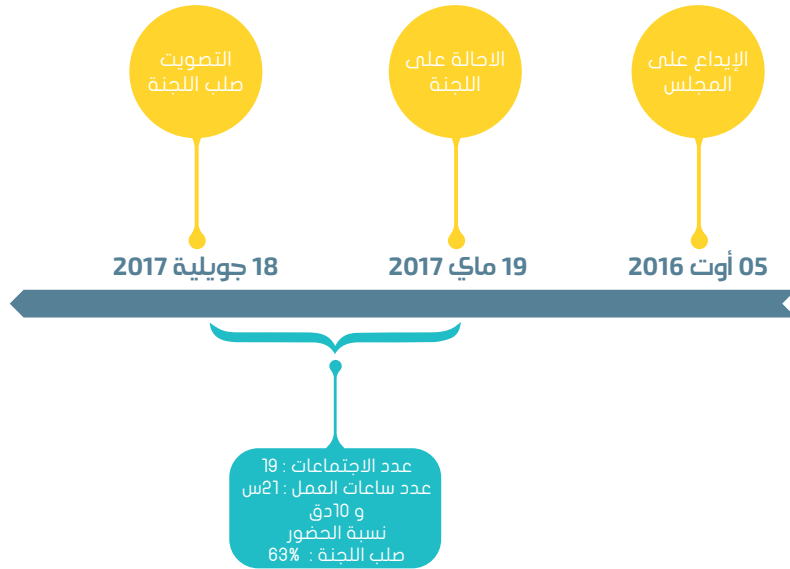 الإيداع على
المجلس
الاحالة على
اللجنة
التصويت
صلب اللجنة
05 أوت 2016
19 ماي 2017
18 جويلية 2017
عدد الاجتماعات : 19
عدد ساعات العمل : 21س
و 10دق
نسبة الحضور
صلب اللجنة : 63%